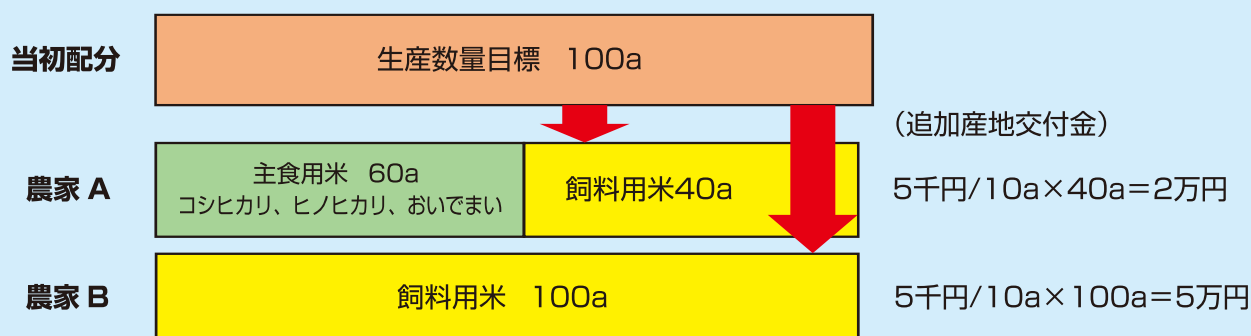 当初配分
生産数量目標　100a
(追加産地交付金)
農家 A
主食用米　60a
コシヒカリ、ヒノヒカリ、おいでまい
飼料用米40a
5千円/10a×40a＝2万円
農家 B
飼料用米　100a
5千円/10a×100a＝5万円